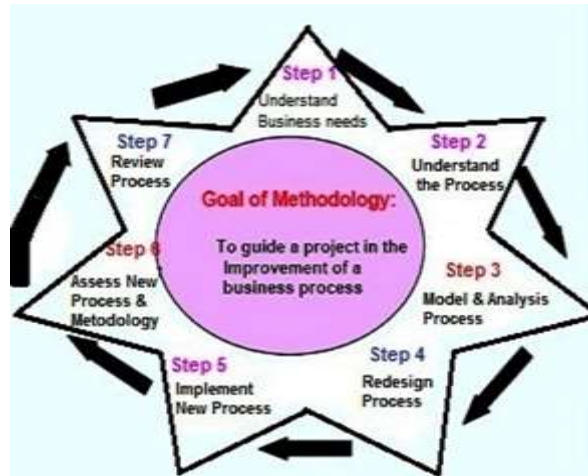 Step 1
Understand
Business needs
Step 2
Understand
the Process
Step 3
Model & Analysis
Process
Step 4
Redesign
Process
Step 5
Implement
New Process
Step 6
Assess New
Process &
Metodology
Step 7
Review
Process
Goal of Methodology:
To guide a project in the
Improvement of a
business process